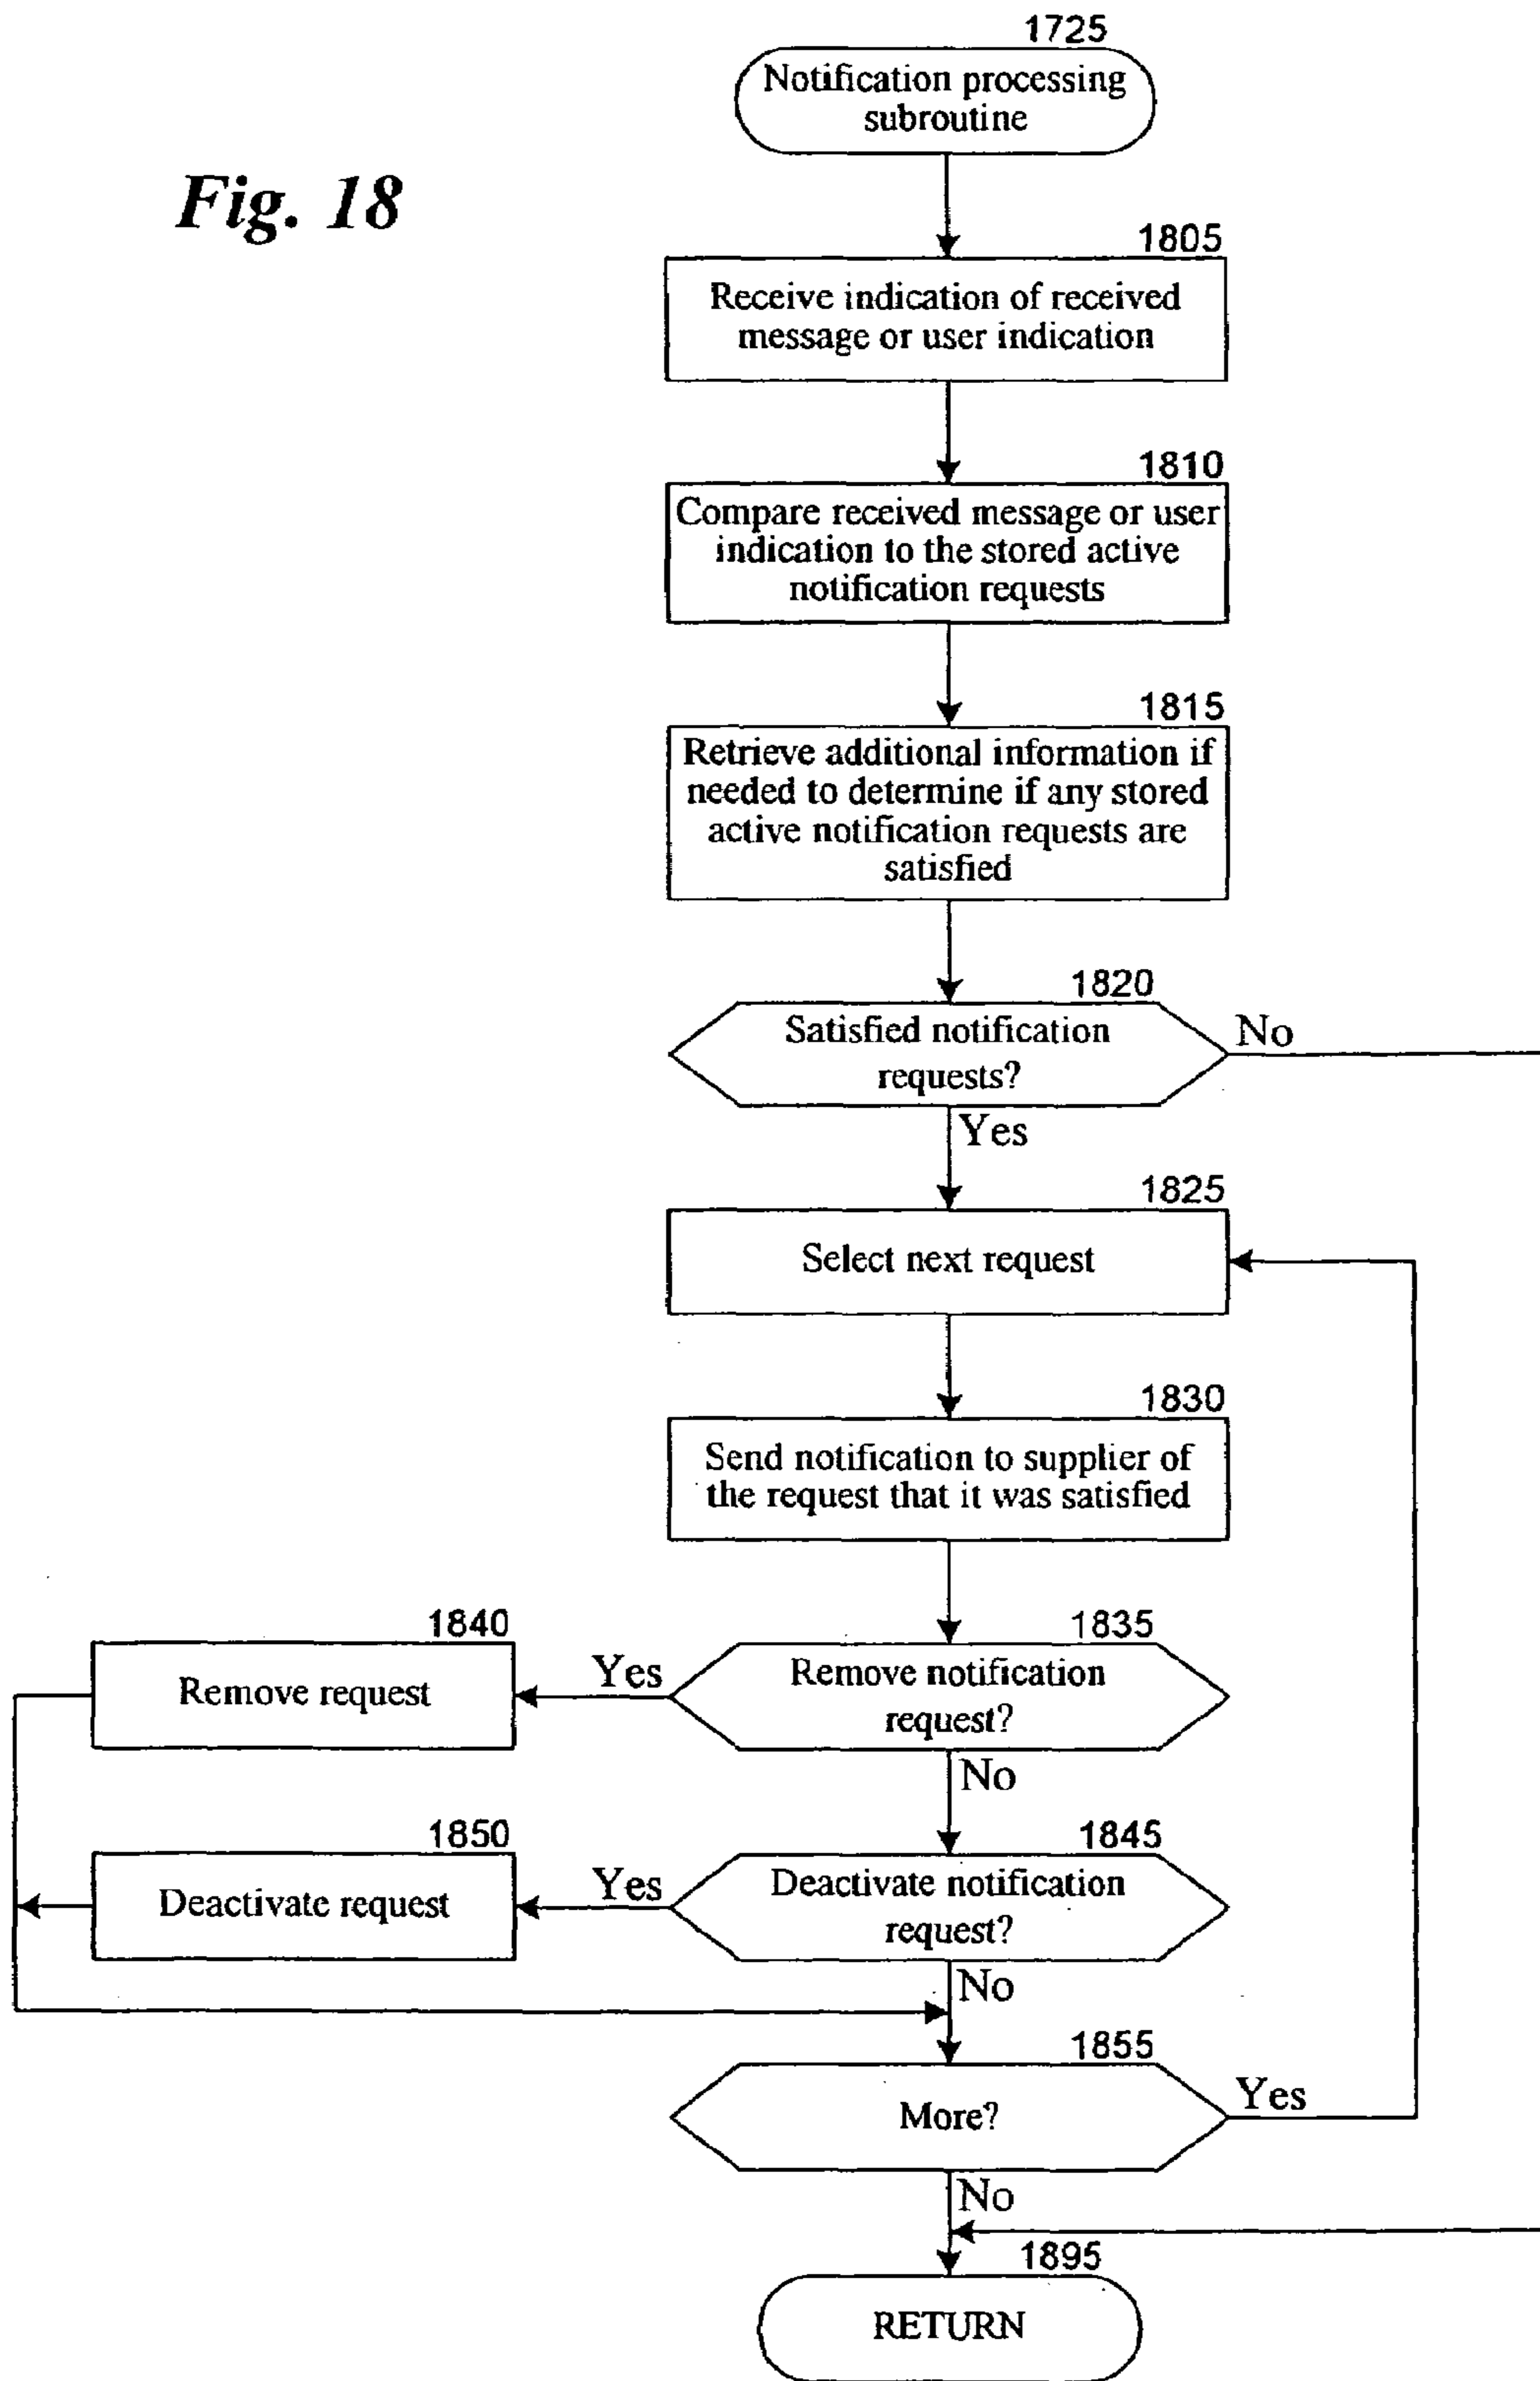 1725
Notification processing
subroutine
Fig. 18
1805
Receive indication of received
message or user indication
1810
Compare received message or user
indication to the stored active
notification requests
1815
Retrieve additional information if
needed to determine if any stored
active notification requests are
satisfied
1820
Satisfied notification
requests?
No
Yes
1825
Select next request
1830
Send notification to supplier of
the request that it was satisfied
1840
Remove request
Yes
1835
Remove notification
request?
No
1850
Deactivate request
Yes
1845
Deactivate notification
request?
No
1855
More?
Yes
No
1895
RETURN